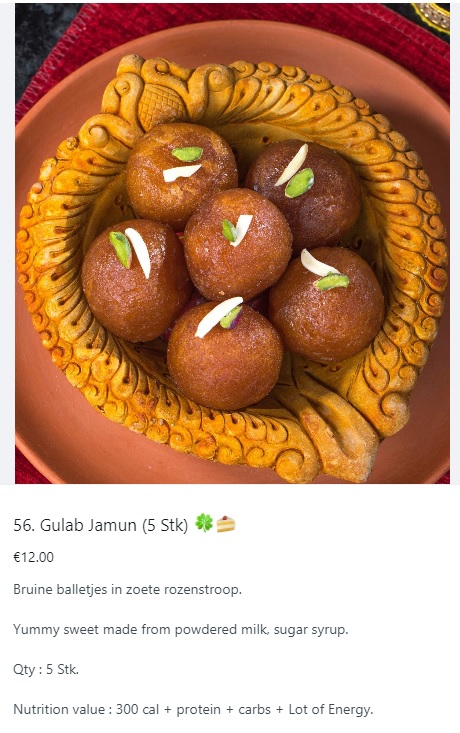 56. Gulab Jamun (5 Stk) 🍀🍰
€12.00
Bruine balletjes in zoete rozenstroop.
Yummy sweet made from powdered milk, sugar syrup.
Qty : 5 Stk.
Nutrition value : 300 cal + protein + carbs + Lot of Energy.